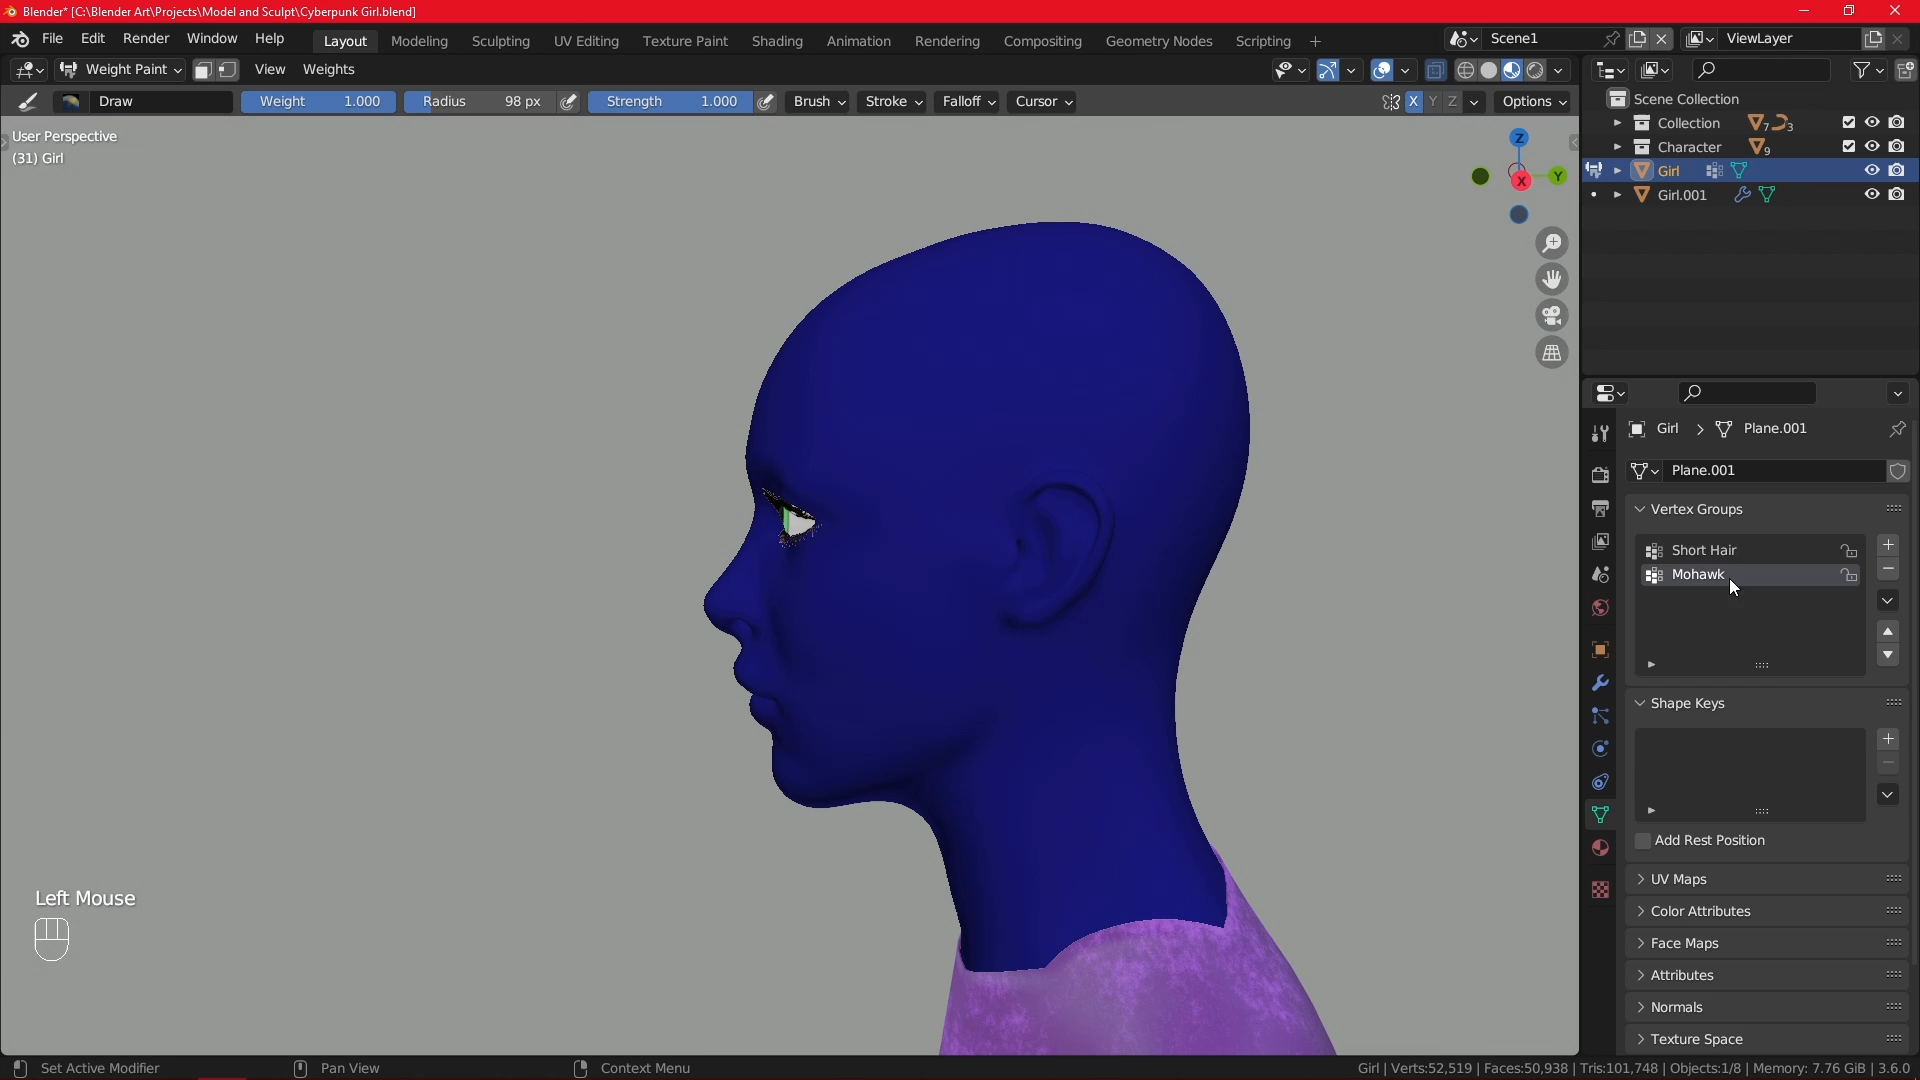 Blender* [C:\Blender Art\Projects\Model and Sculpt\Cyberpunk Girl.blend]
File Edit Render Window Help Layout Modeling Sculpting UV Editing Texture Paint Shading Animation Rendering Compositing Geometry Nodes Scripting + Scene1 ViewLayer
Weight Paint View Weights
Draw Weight 1.000 Radius 98 px Strength 1.000 Brush Stroke Falloff Cursor X Y Z Options
User Perspective
(31) Girl
Z
X
Y
Scene Collection
Collection 7 3
Character 9
Girl
Girl.001
Girl > Plane.001
Plane.001
Vertex Groups
Short Hair
Mohawk
Shape Keys
Add Rest Position
UV Maps
Color Attributes
Face Maps
Attributes
Normals
Texture Space
Left Mouse
Set Active Modifier Pan View Context Menu Girl | Verts:52,519 | Faces:50,938 | Tris:101,748 | Objects:1/8 | Memory: 7.76 GiB | 3.6.0